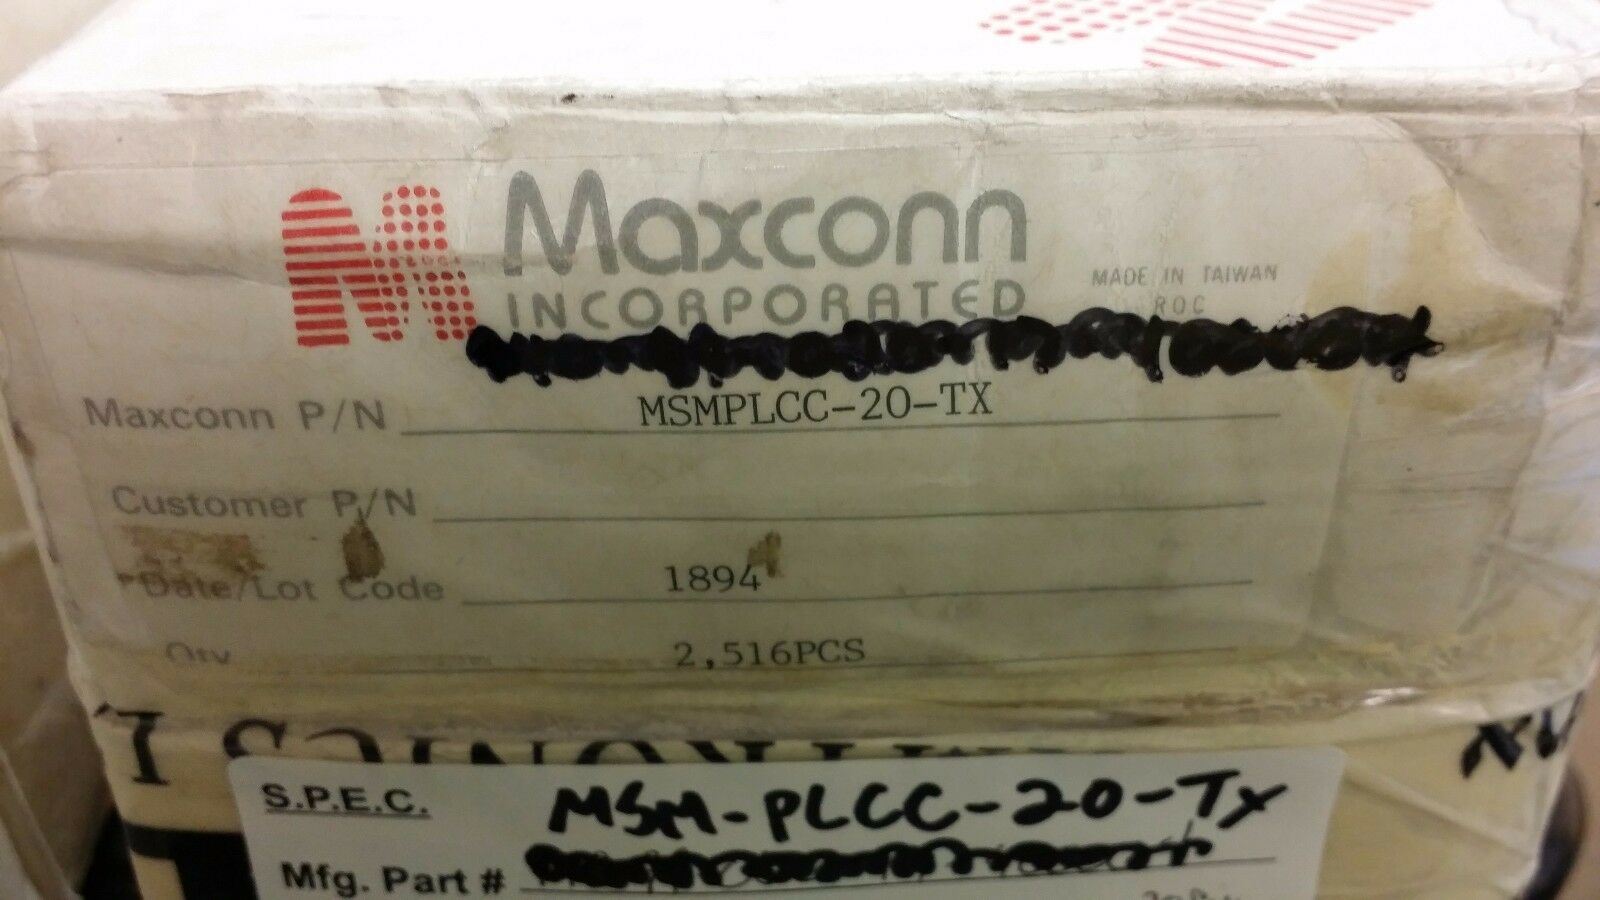 Maxconn
INCORPORATED
MADE IN TAIWAN
ROC
Maxconn P/N MSMPLCC-20-TX
Customer P/N
Date/Lot Code 1894
Qty 2,516PCS
S.P.E.C. MSM-PLCC-20-Tx
Mfg. Part #